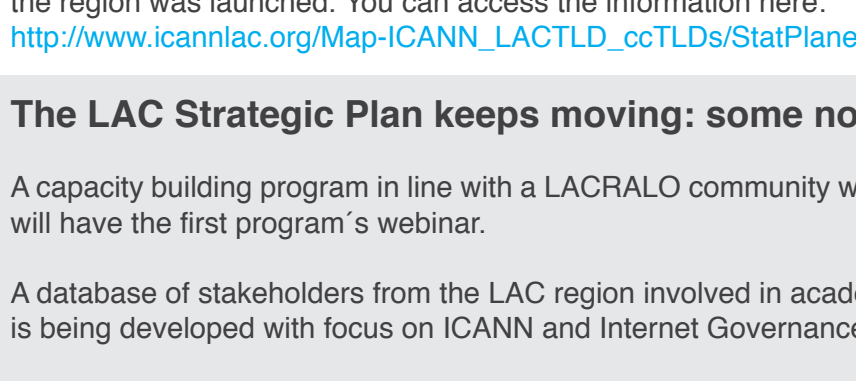 the region was launched. You can access the information here:
http://www.icannlac.org/Map-ICANN_LACTLD_ccTLDs/StatPlane
The LAC Strategic Plan keeps moving: some no
A capacity building program in line with a LACRALO community w
will have the first program´s webinar.
A database of stakeholders from the LAC region involved in acad
is being developed with focus on ICANN and Internet Governance